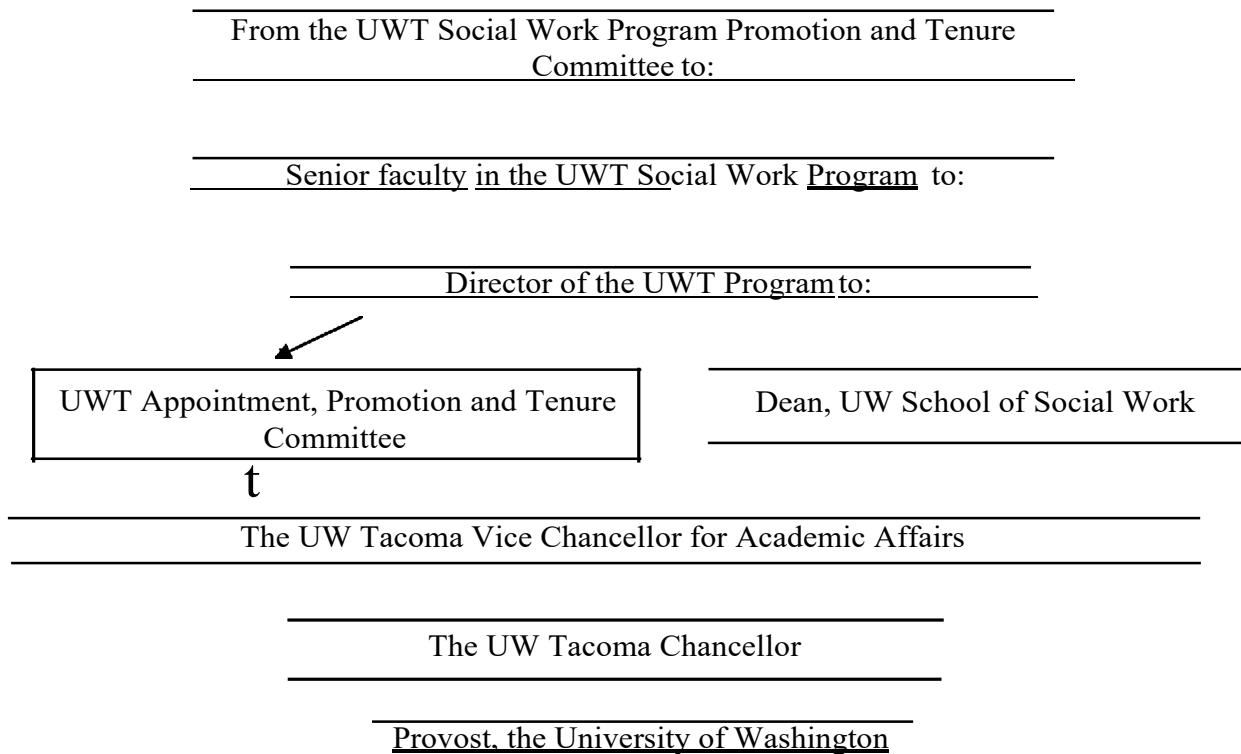 From the UWT Social Work Program Promotion and Tenure
Committee to:
Senior faculty in the UWT Social Work Program to:
Director of the UWT Program to:
UWT Appointment, Promotion and Tenure
Committee
Dean, UW School of Social Work
t
The UW Tacoma Vice Chancellor for Academic Affairs
The UW Tacoma Chancellor
Provost, the University of Washington